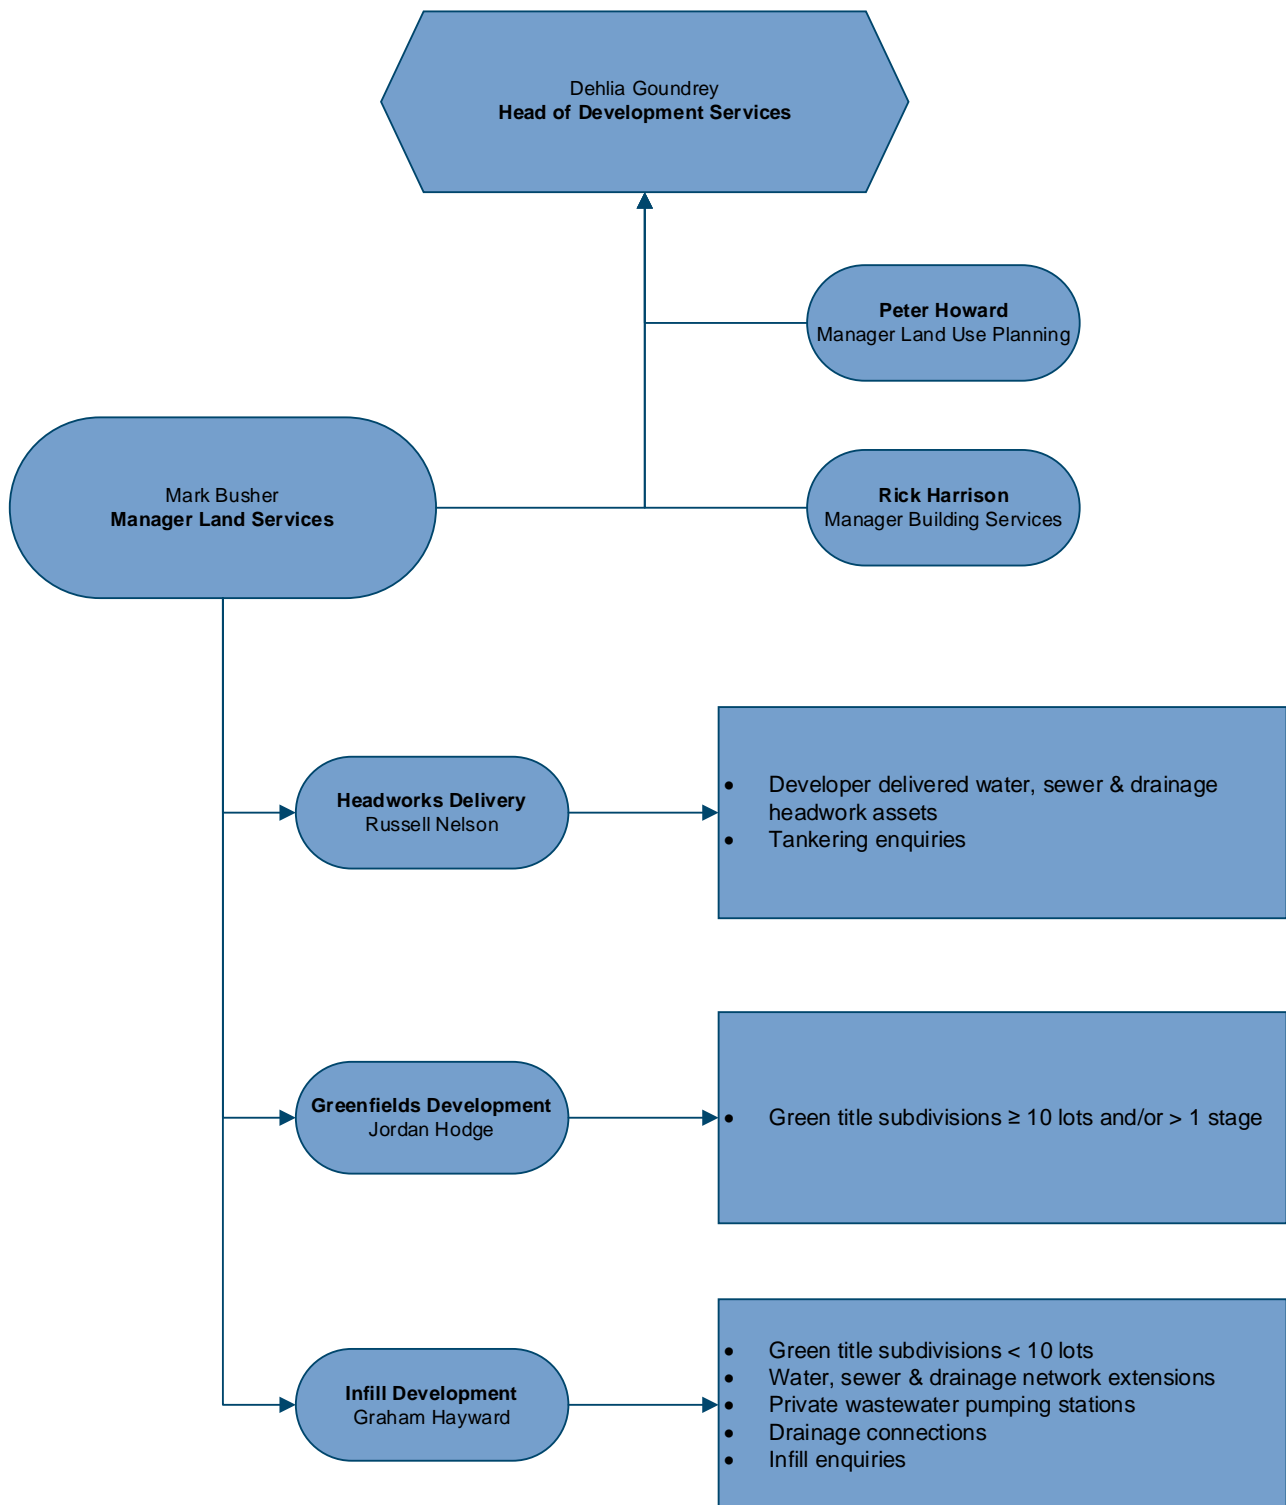 Dehlia Goundrey
Head of Development Services
Peter Howard
Manager Land Use Planning
Mark Busher
Manager Land Services
Rick Harrison
Manager Building Services
Headworks Delivery
Russell Nelson
• Developer delivered water, sewer & drainage
headwork assets
• Tankering enquiries
Greenfields Development
Jordan Hodge
• Green title subdivisions ≥ 10 lots and/or > 1 stage
Infill Development
Graham Hayward
• Green title subdivisions < 10 lots
• Water, sewer & drainage network extensions
• Private wastewater pumping stations
• Drainage connections
• Infill enquiries